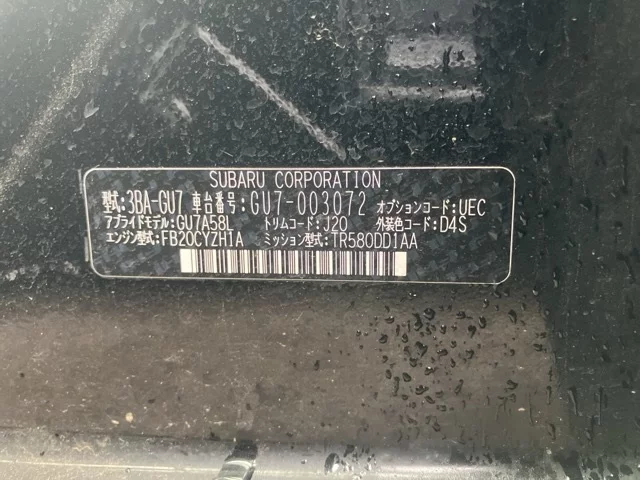 SUBARU CORPORATION
型式:3BA-GU7 車台番号:GU7-003072 オプションコード:UEC
アプライドモデル:GU7A58L トリムコード:J20 外装色コード:D4S
エンジン型式:FB20CYZH1A ミッション型式:TR580DD1AA